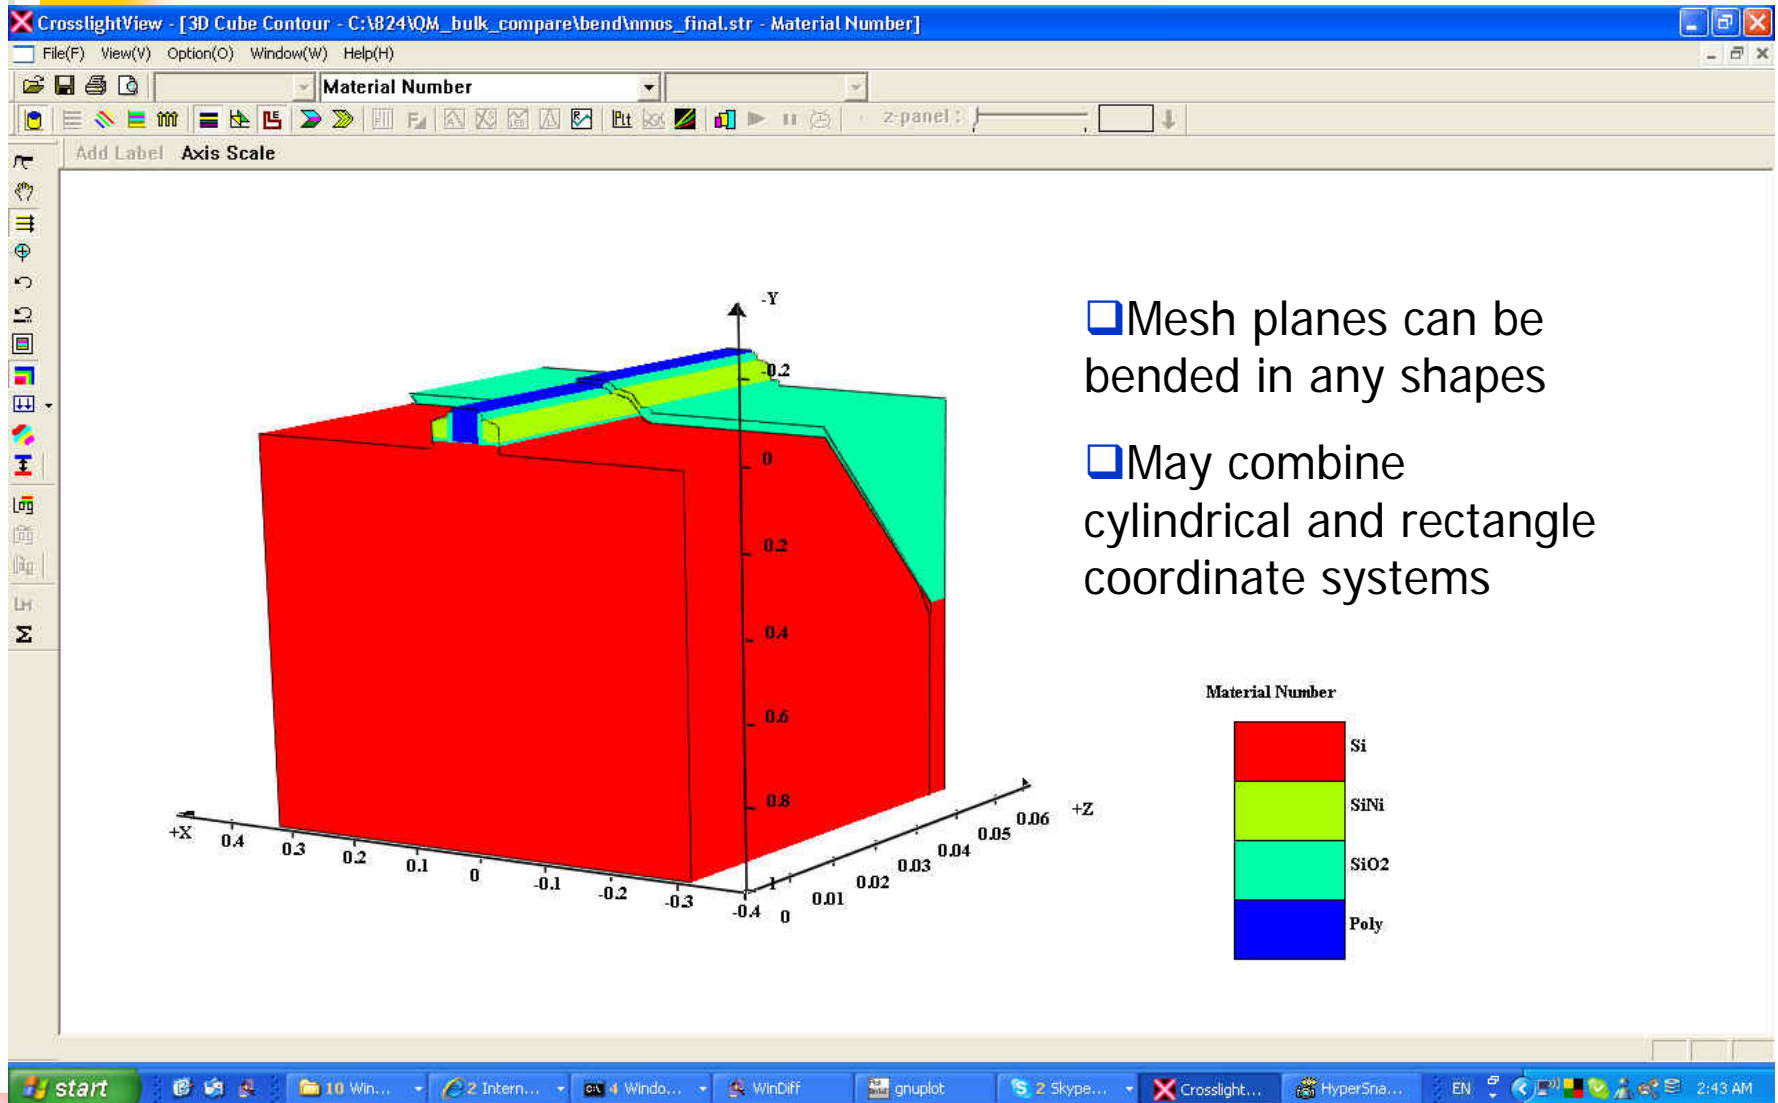 CrosslightView - [3D Cube Contour - C:\824\QM_bulk_compare\bend\nmos_final.str - Material Number]
File(F) View(V) Option(O) Window(W) Help(H)
Material Number
z-panel :
Add Label Axis Scale
-Y
-0.2
0
0.2
0.4
0.6
0.8
1
+X
0.4
0.3
0.2
0.1
0
-0.1
-0.2
-0.3
-0.4
0
0.01
0.02
0.03
0.04
0.05
0.06
+Z
❑Mesh planes can be
bended in any shapes
❑May combine
cylindrical and rectangle
coordinate systems
Material Number
Si
SiNi
SiO2
Poly
start 10 Win... 2 Intern... 4 Windo... WinDiff gnuplot 2 Skype... Crosslight... HyperSna... EN 2:43 AM